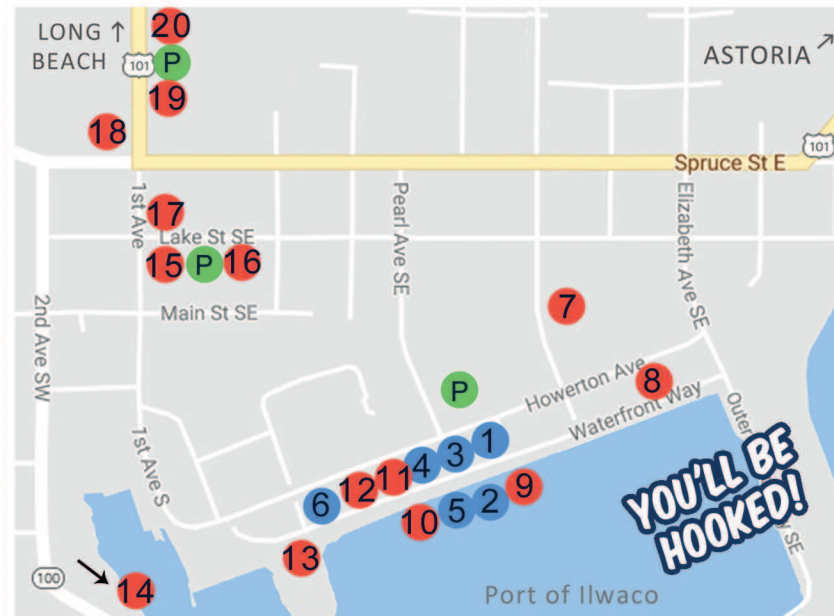 LONG ↑
BEACH
20
P
101
19
18
ASTORIA ↗
101
Spruce St E
1st Ave
17
Lake St SE
15
P
16
Pearl Ave SE
Elizabeth Ave SE
Main St SE
2nd Ave SW
7
P
Howerton Ave
8
Waterfront Way
1st Ave S
1
3
4
11
12
6
9
2
5
10
13
YOU'LL BE
HOOKED!
100
14
Port of Ilwaco